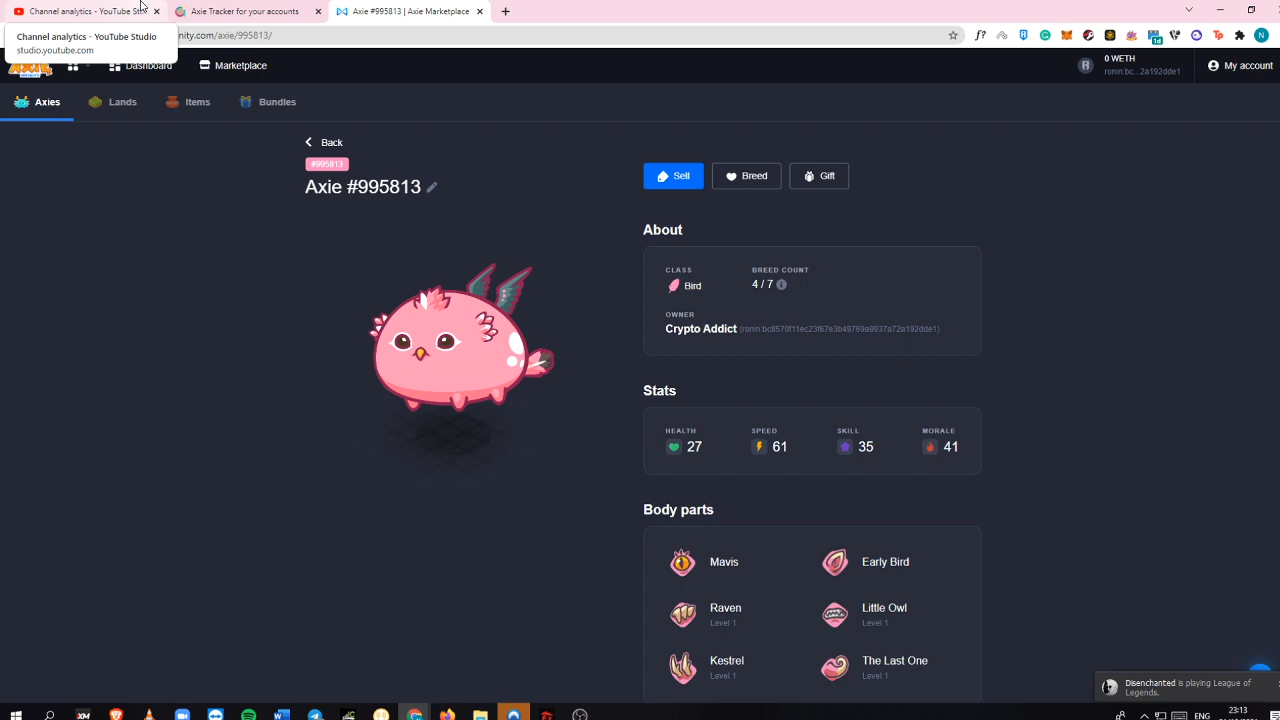 Channel analytics - YouTube Stu
Axie Tracker for your accounts
Axie #995813 | Axie Marketplace
Channel analytics - YouTube Studio
studio.youtube.com
nity.com/axie/995813/
Dashboard
Marketplace
0 WETH
ronin:bc...2a192dde1
My account
Axies
Lands
Items
Bundles
Back
#995813
Axie #995813
Sell
Breed
Gift
About
CLASS
BREED COUNT
Bird
4 / 7
OWNER
Crypto Addict (ronin:bc8570f11ec23f67e3b49769a9937a72a192dde1)
Stats
HEALTH
SPEED
SKILL
MORALE
27
61
35
41
Body parts
Mavis
Early Bird
Raven
Level 1
Little Owl
Level 1
Kestrel
Level 1
The Last One
Level 1
Disenchanted is playing League of
Legends.
ENG
23:13